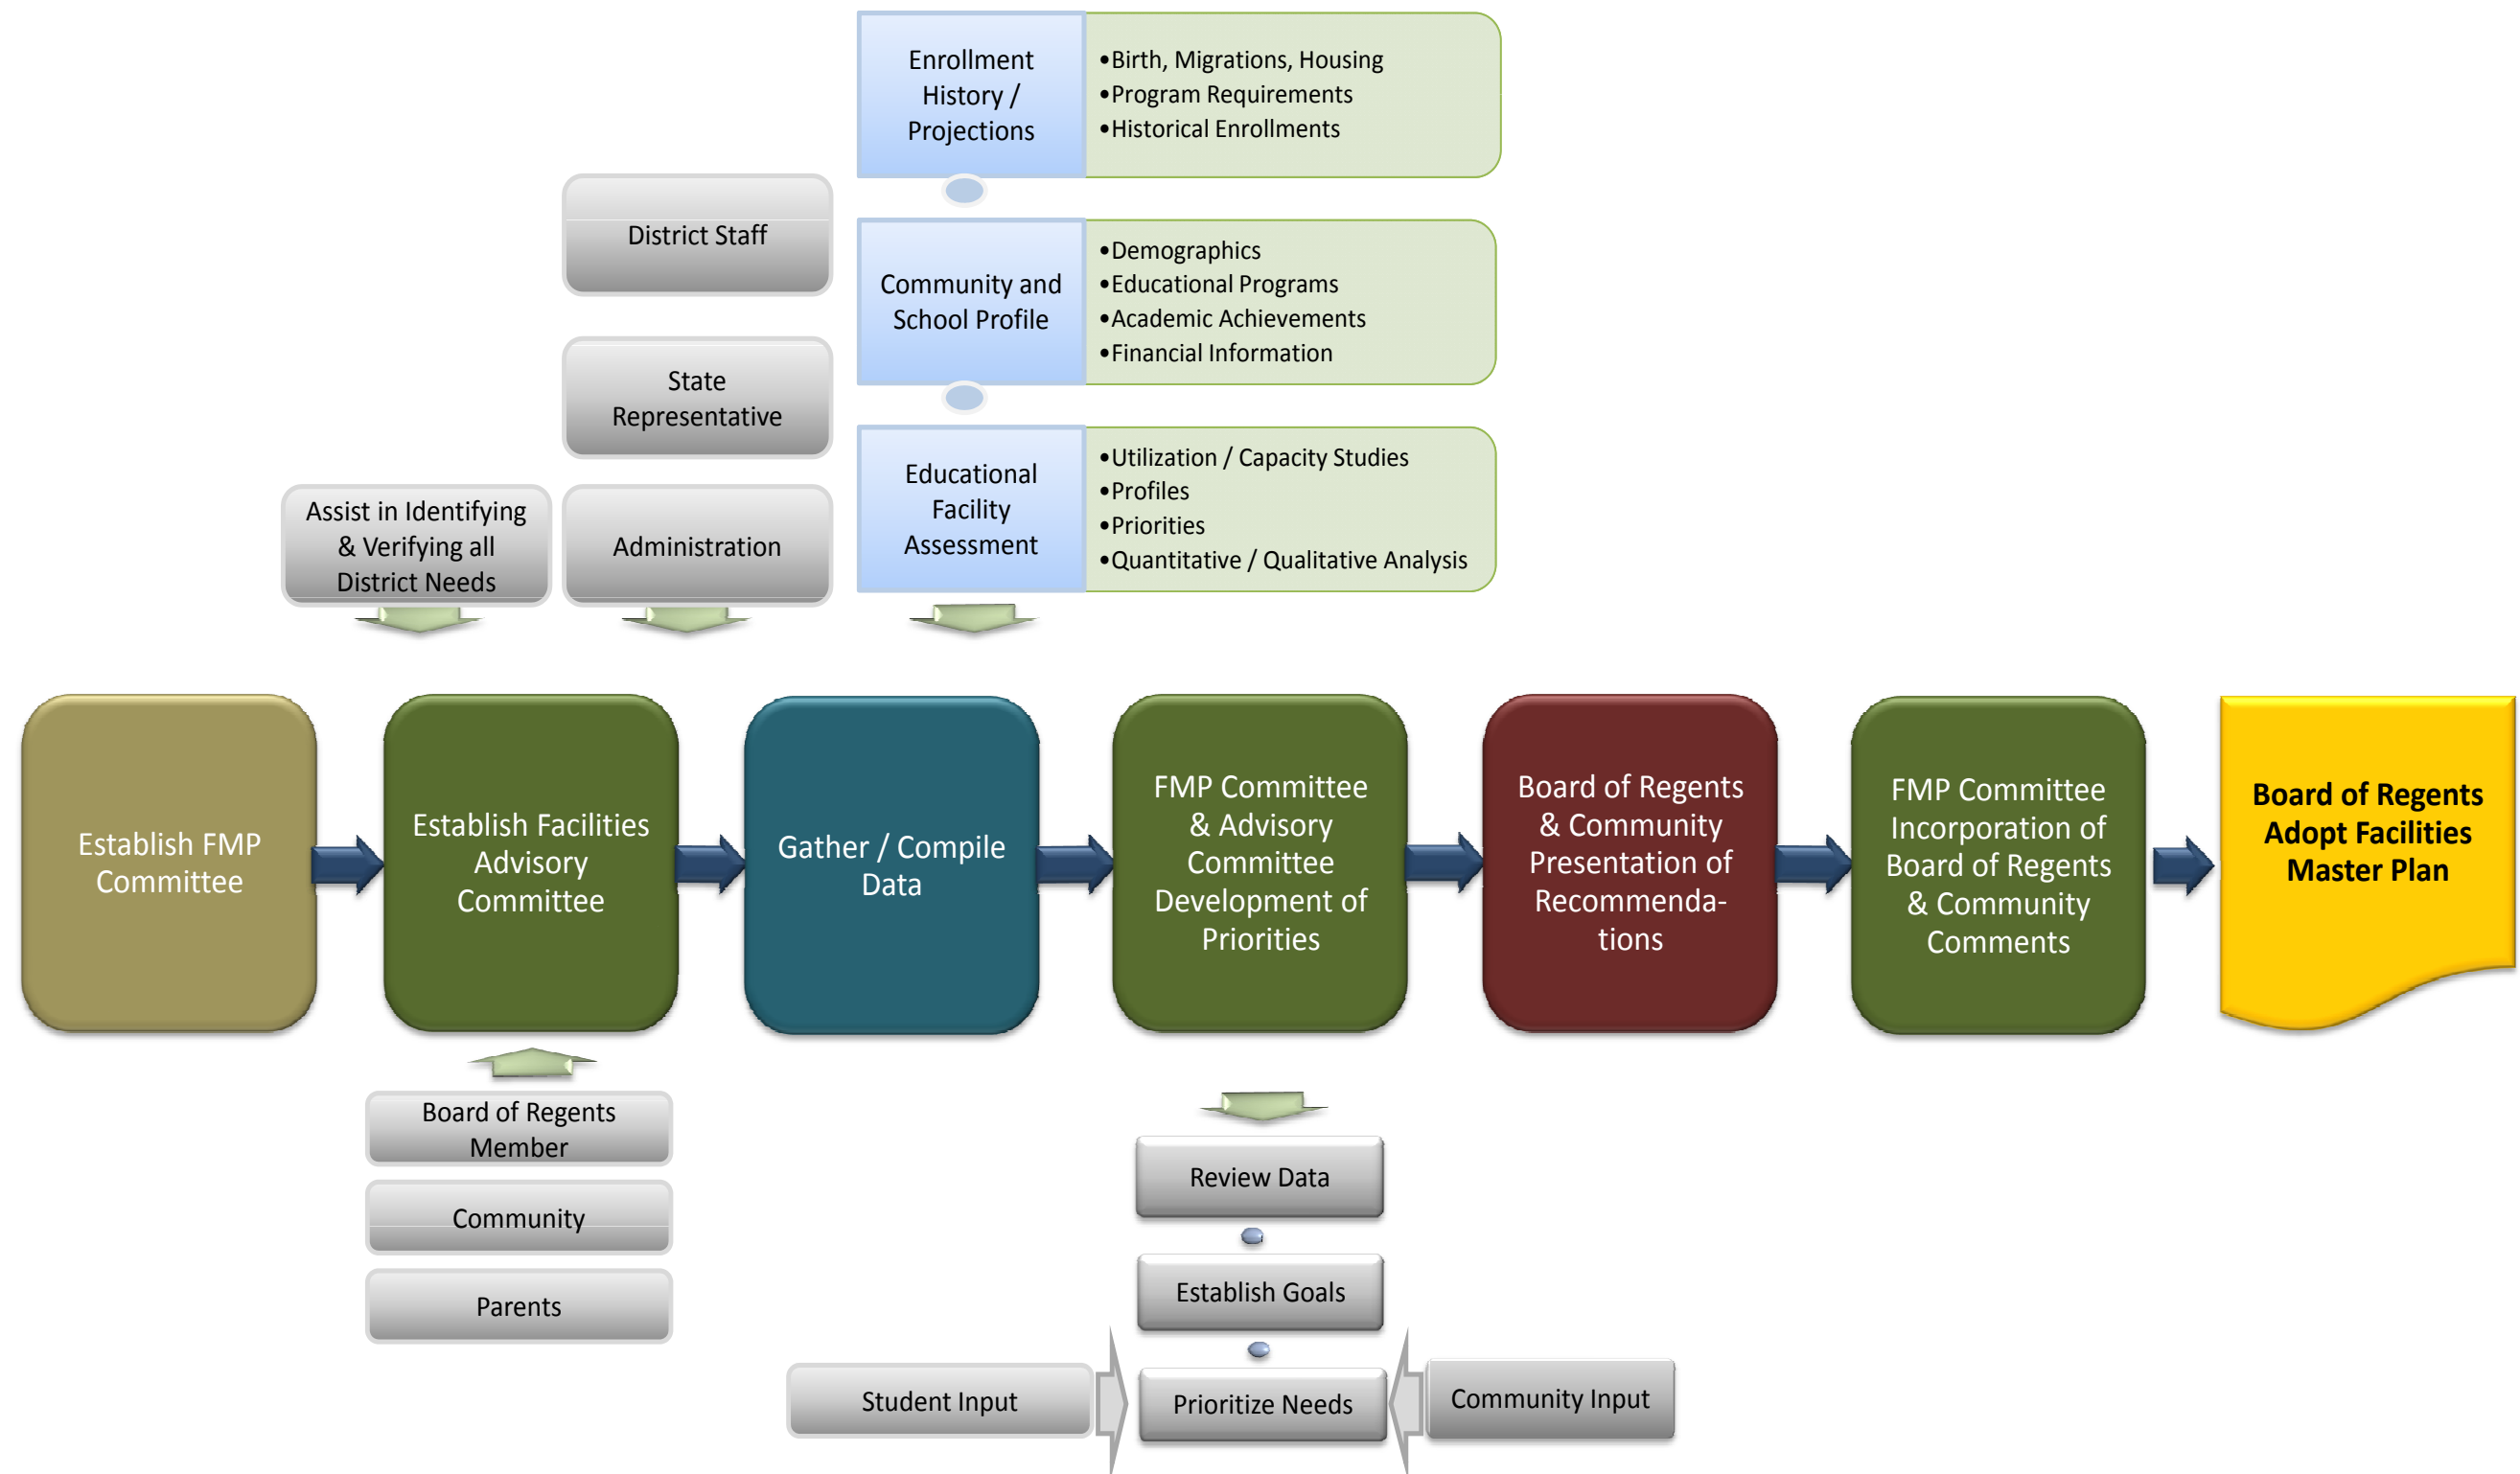 Enrollment
History /
Projections
•Birth, Migrations, Housing
•Program Requirements
•Historical Enrollments
District Staff
Community and
School Profile
•Demographics
•Educational Programs
•Academic Achievements
•Financial Information
State
Representative
Educational
Facility
Assessment
•Utilization / Capacity Studies
•Profiles
•Priorities
•Quantitative / Qualitative Analysis
Assist in Identifying
& Verifying all
District Needs
Administration
Establish FMP
Committee
Establish Facilities
Advisory
Committee
Gather / Compile
Data
FMP Committee
& Advisory
Committee
Development of
Priorities
Board of Regents
& Community
Presentation of
Recommenda-
tions
FMP Committee
Incorporation of
Board of Regents
& Community
Comments
Board of Regents
Adopt Facilities
Master Plan
Board of Regents
Member
Community
Parents
Review Data
Establish Goals
Student Input
Prioritize Needs
Community Input